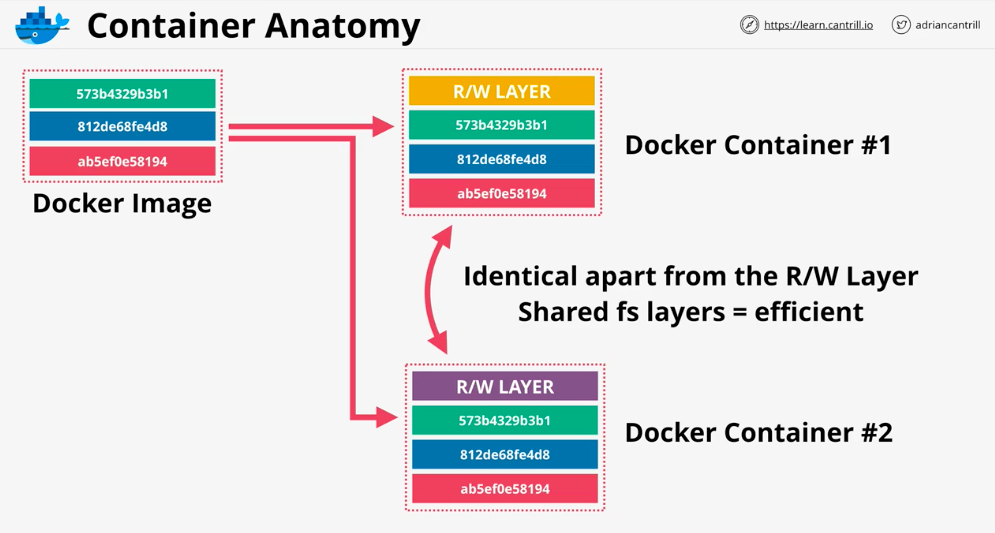 Container Anatomy
https://learn.cantrill.io
adriancantrill
573b4329b3b1
812de68fe4d8
ab5ef0e58194
Docker Image
R/W LAYER
573b4329b3b1
812de68fe4d8
ab5ef0e58194
Docker Container #1
Identical apart from the R/W Layer
Shared fs layers = efficient
R/W LAYER
573b4329b3b1
812de68fe4d8
ab5ef0e58194
Docker Container #2